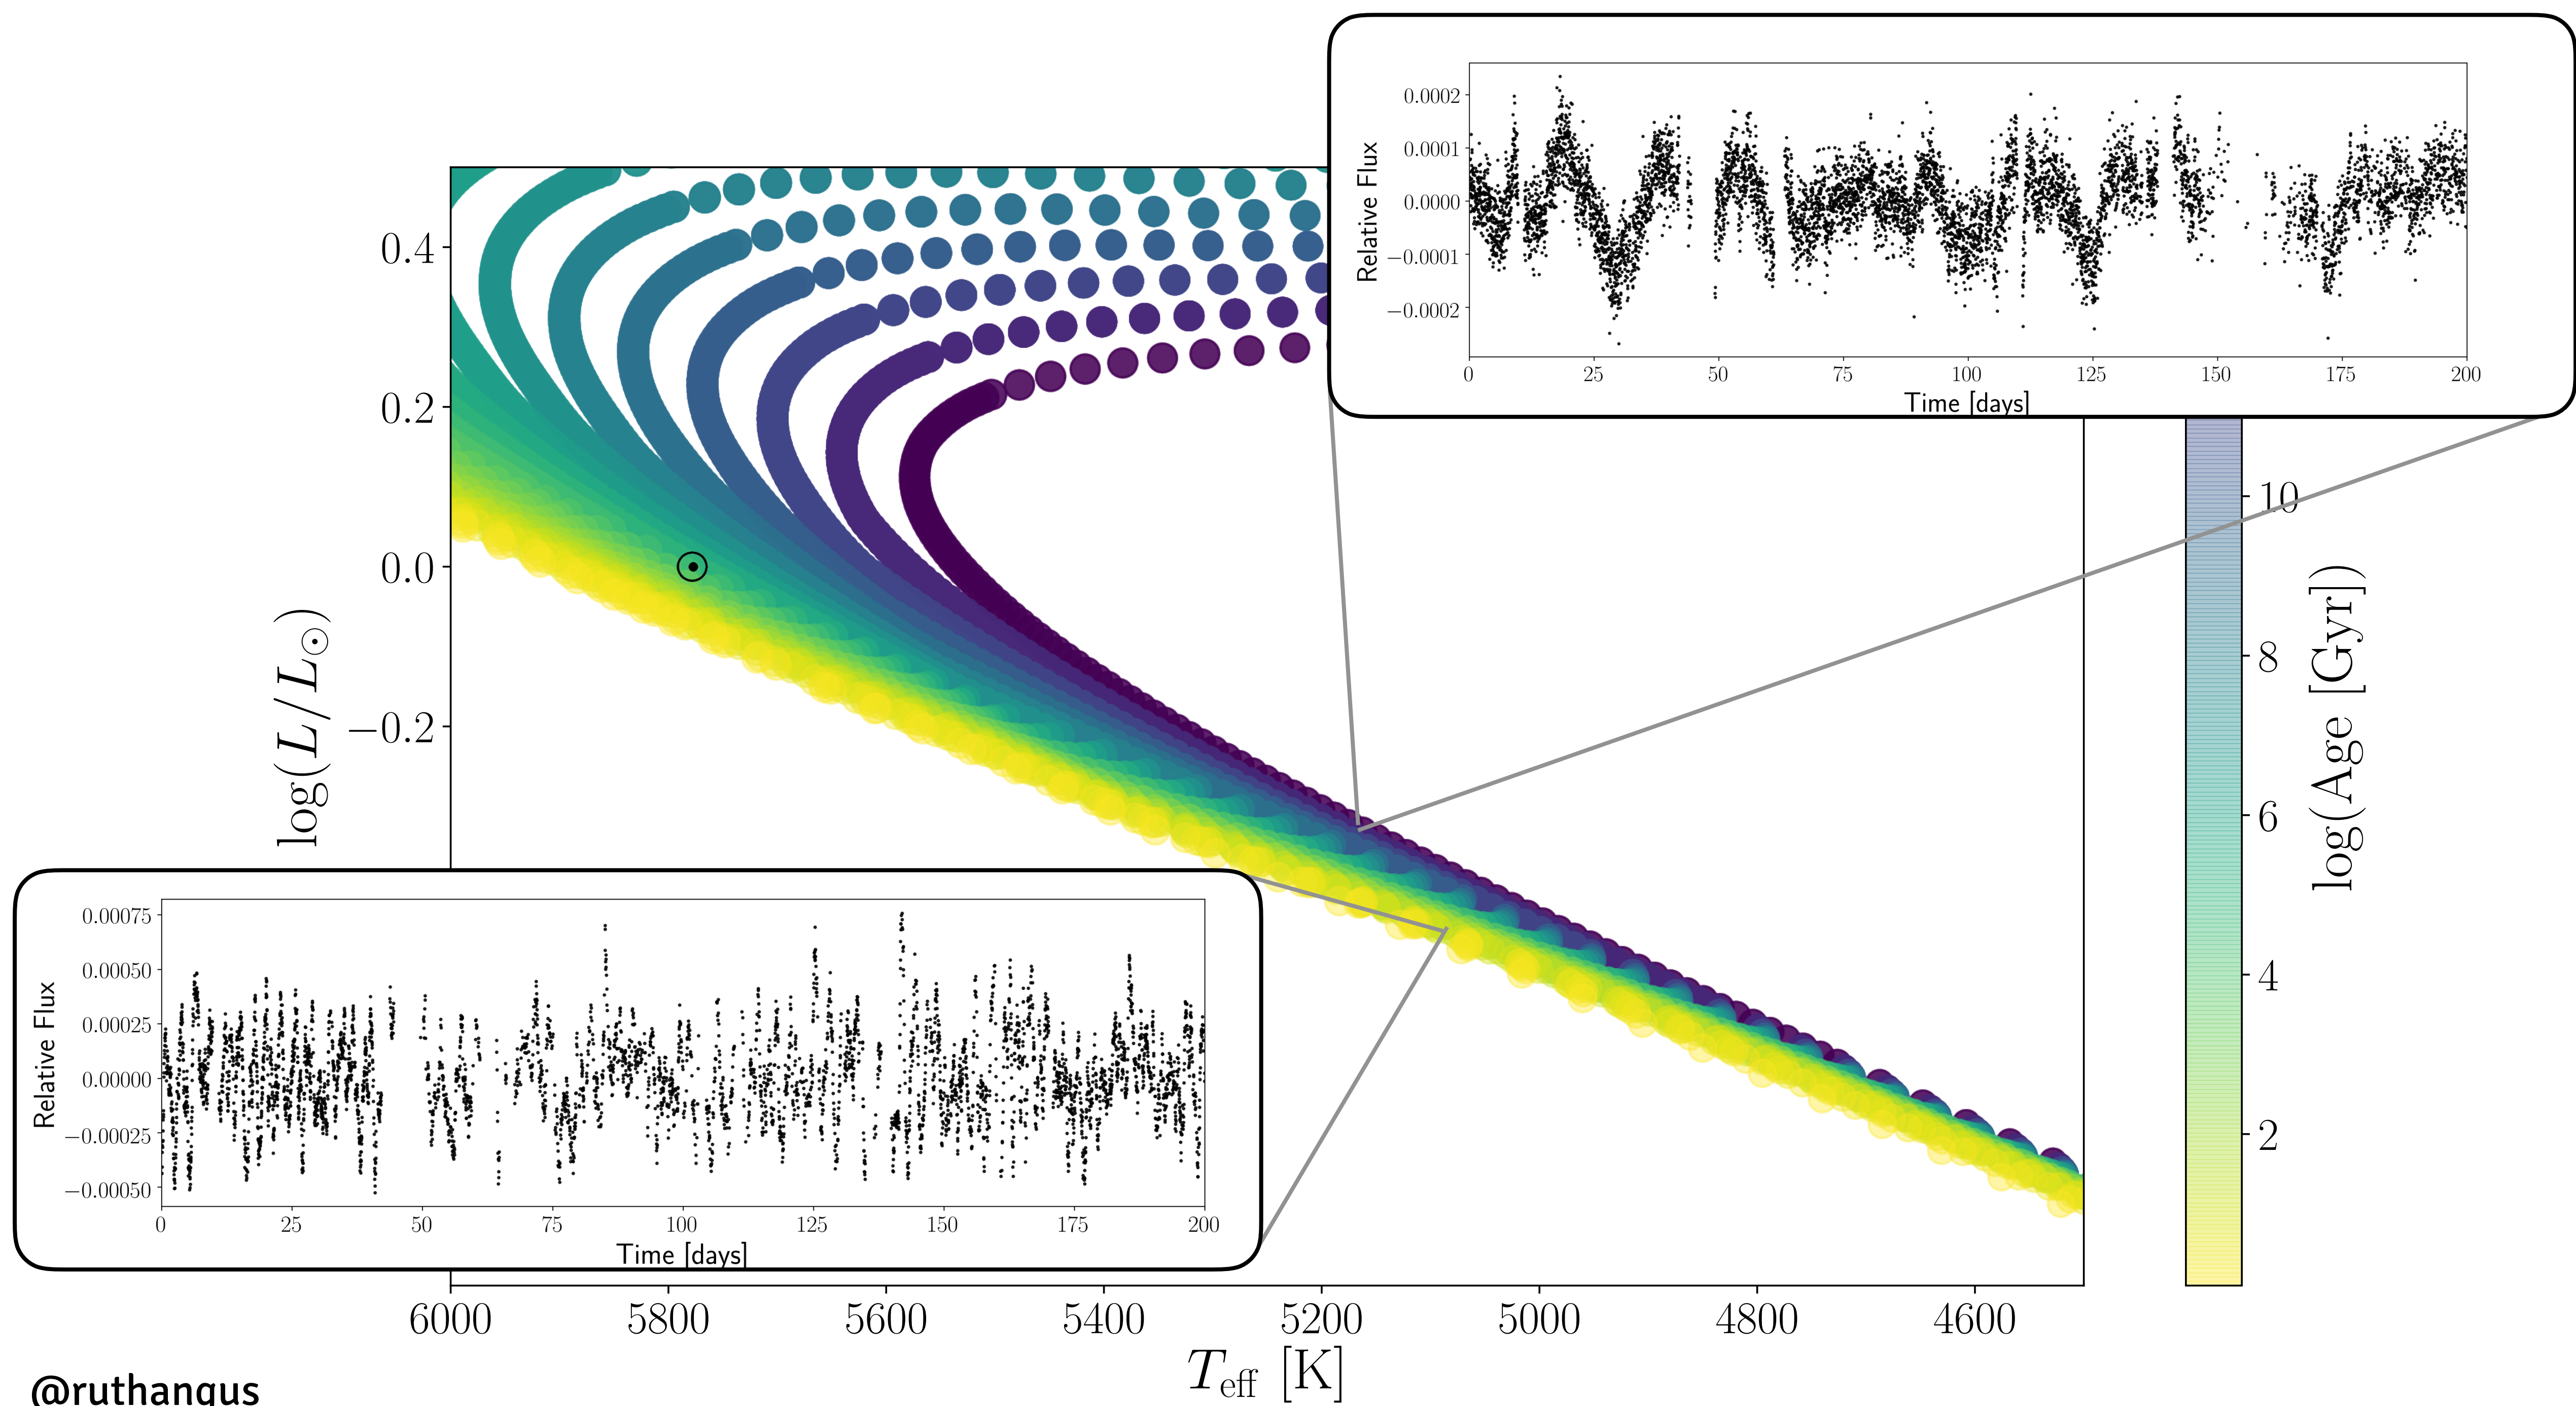 0.0002
0.0001
0.0000
−0.0001
−0.0002
Relative Flux
0 25 50 75 100 125 150 175 200
Time [days]
0.4
0.2
0.0
−0.2
log(L/L☉)
10
8
6
4
2
log(Age [Gyr])
0.00075
0.00050
0.00025
0.00000
−0.00025
−0.00050
Relative Flux
0 25 50 75 100 125 150 175 200
Time [days]
6000 5800 5600 5400 5200 5000 4800 4600
Teff [K]
@ruthangus